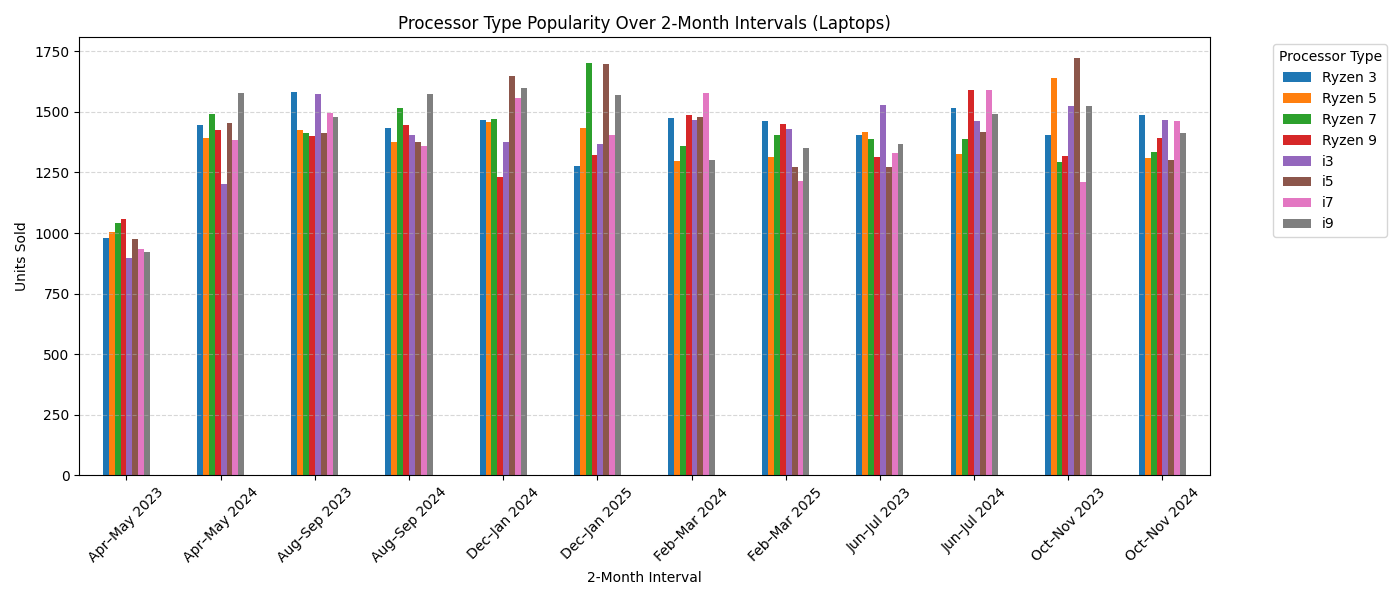 Processor Type Popularity Over 2-Month Intervals (Laptops)
Units Sold
1750
1500
1250
1000
750
500
250
0
Apr–May 2023
Apr–May 2024
Aug–Sep 2023
Aug–Sep 2024
Dec–Jan 2024
Dec–Jan 2025
Feb–Mar 2024
Feb–Mar 2025
Jun–Jul 2023
Jun–Jul 2024
Oct–Nov 2023
Oct–Nov 2024
2-Month Interval
Processor Type
Ryzen 3
Ryzen 5
Ryzen 7
Ryzen 9
i3
i5
i7
i9